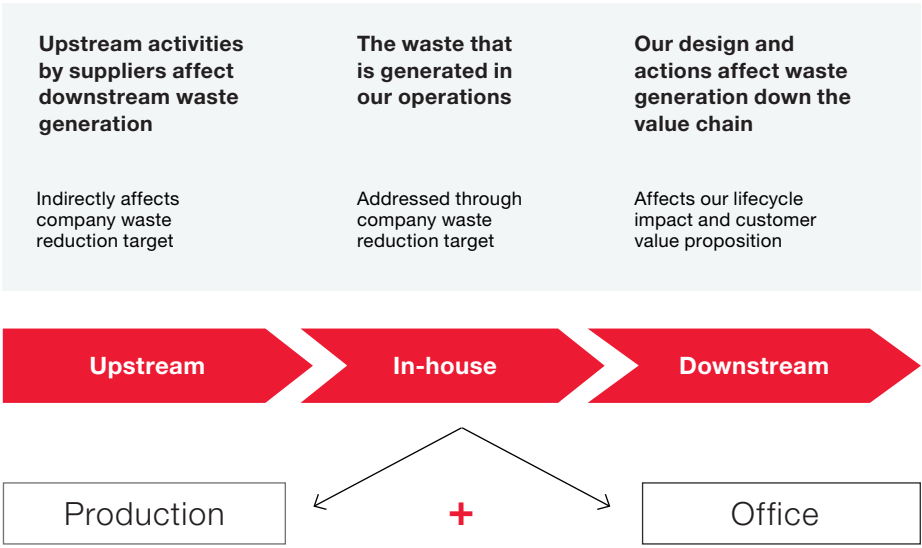 Upstream activities
by suppliers affect
downstream waste
generation
Indirectly affects
company waste
reduction target
The waste that
is generated in
our operations
Addressed through
company waste
reduction target
Our design and
actions affect waste
generation down the
value chain
Affects our lifecycle
impact and customer
value proposition
Upstream
In-house
Downstream
Production
+
Office